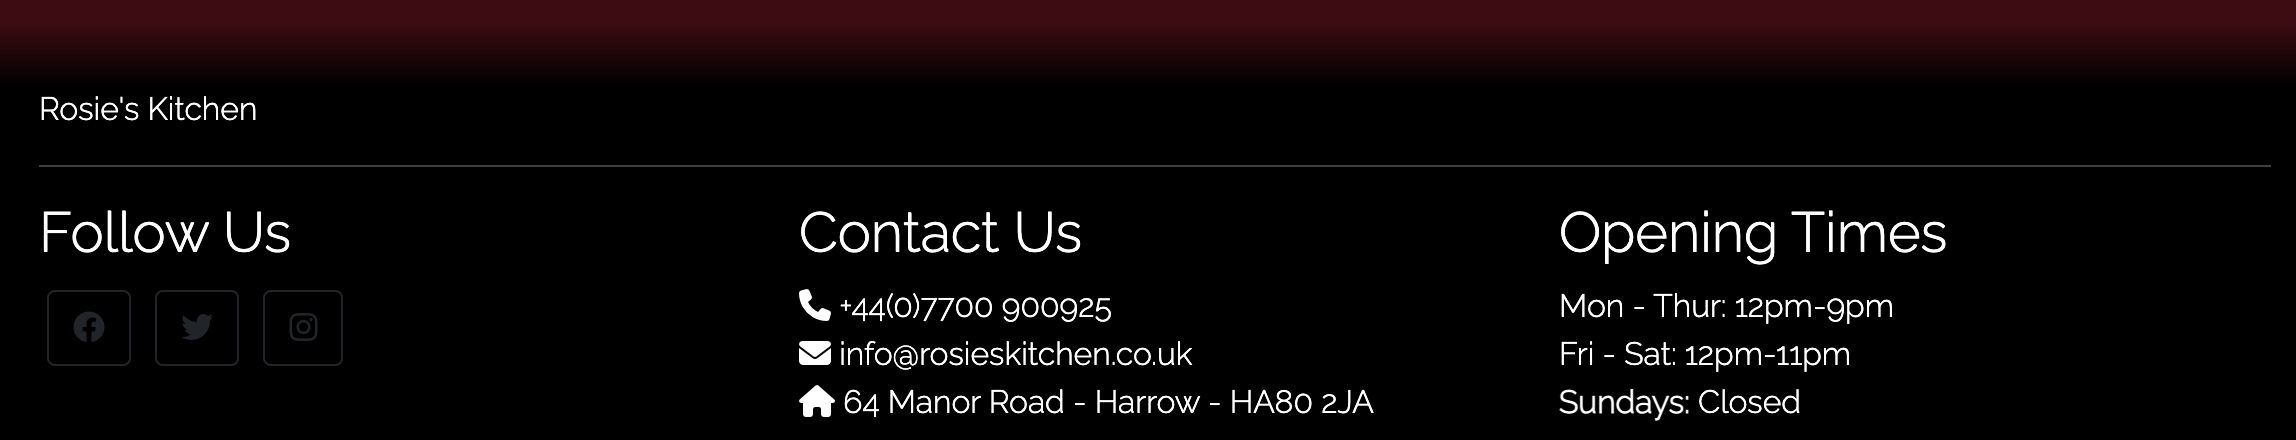 Rosie's Kitchen
Follow Us
Contact Us
+44(0)7700 900925
info@rosieskitchen.co.uk
64 Manor Road - Harrow - HA80 2JA
Opening Times
Mon - Thur: 12pm-9pm
Fri - Sat: 12pm-11pm
Sundays: Closed